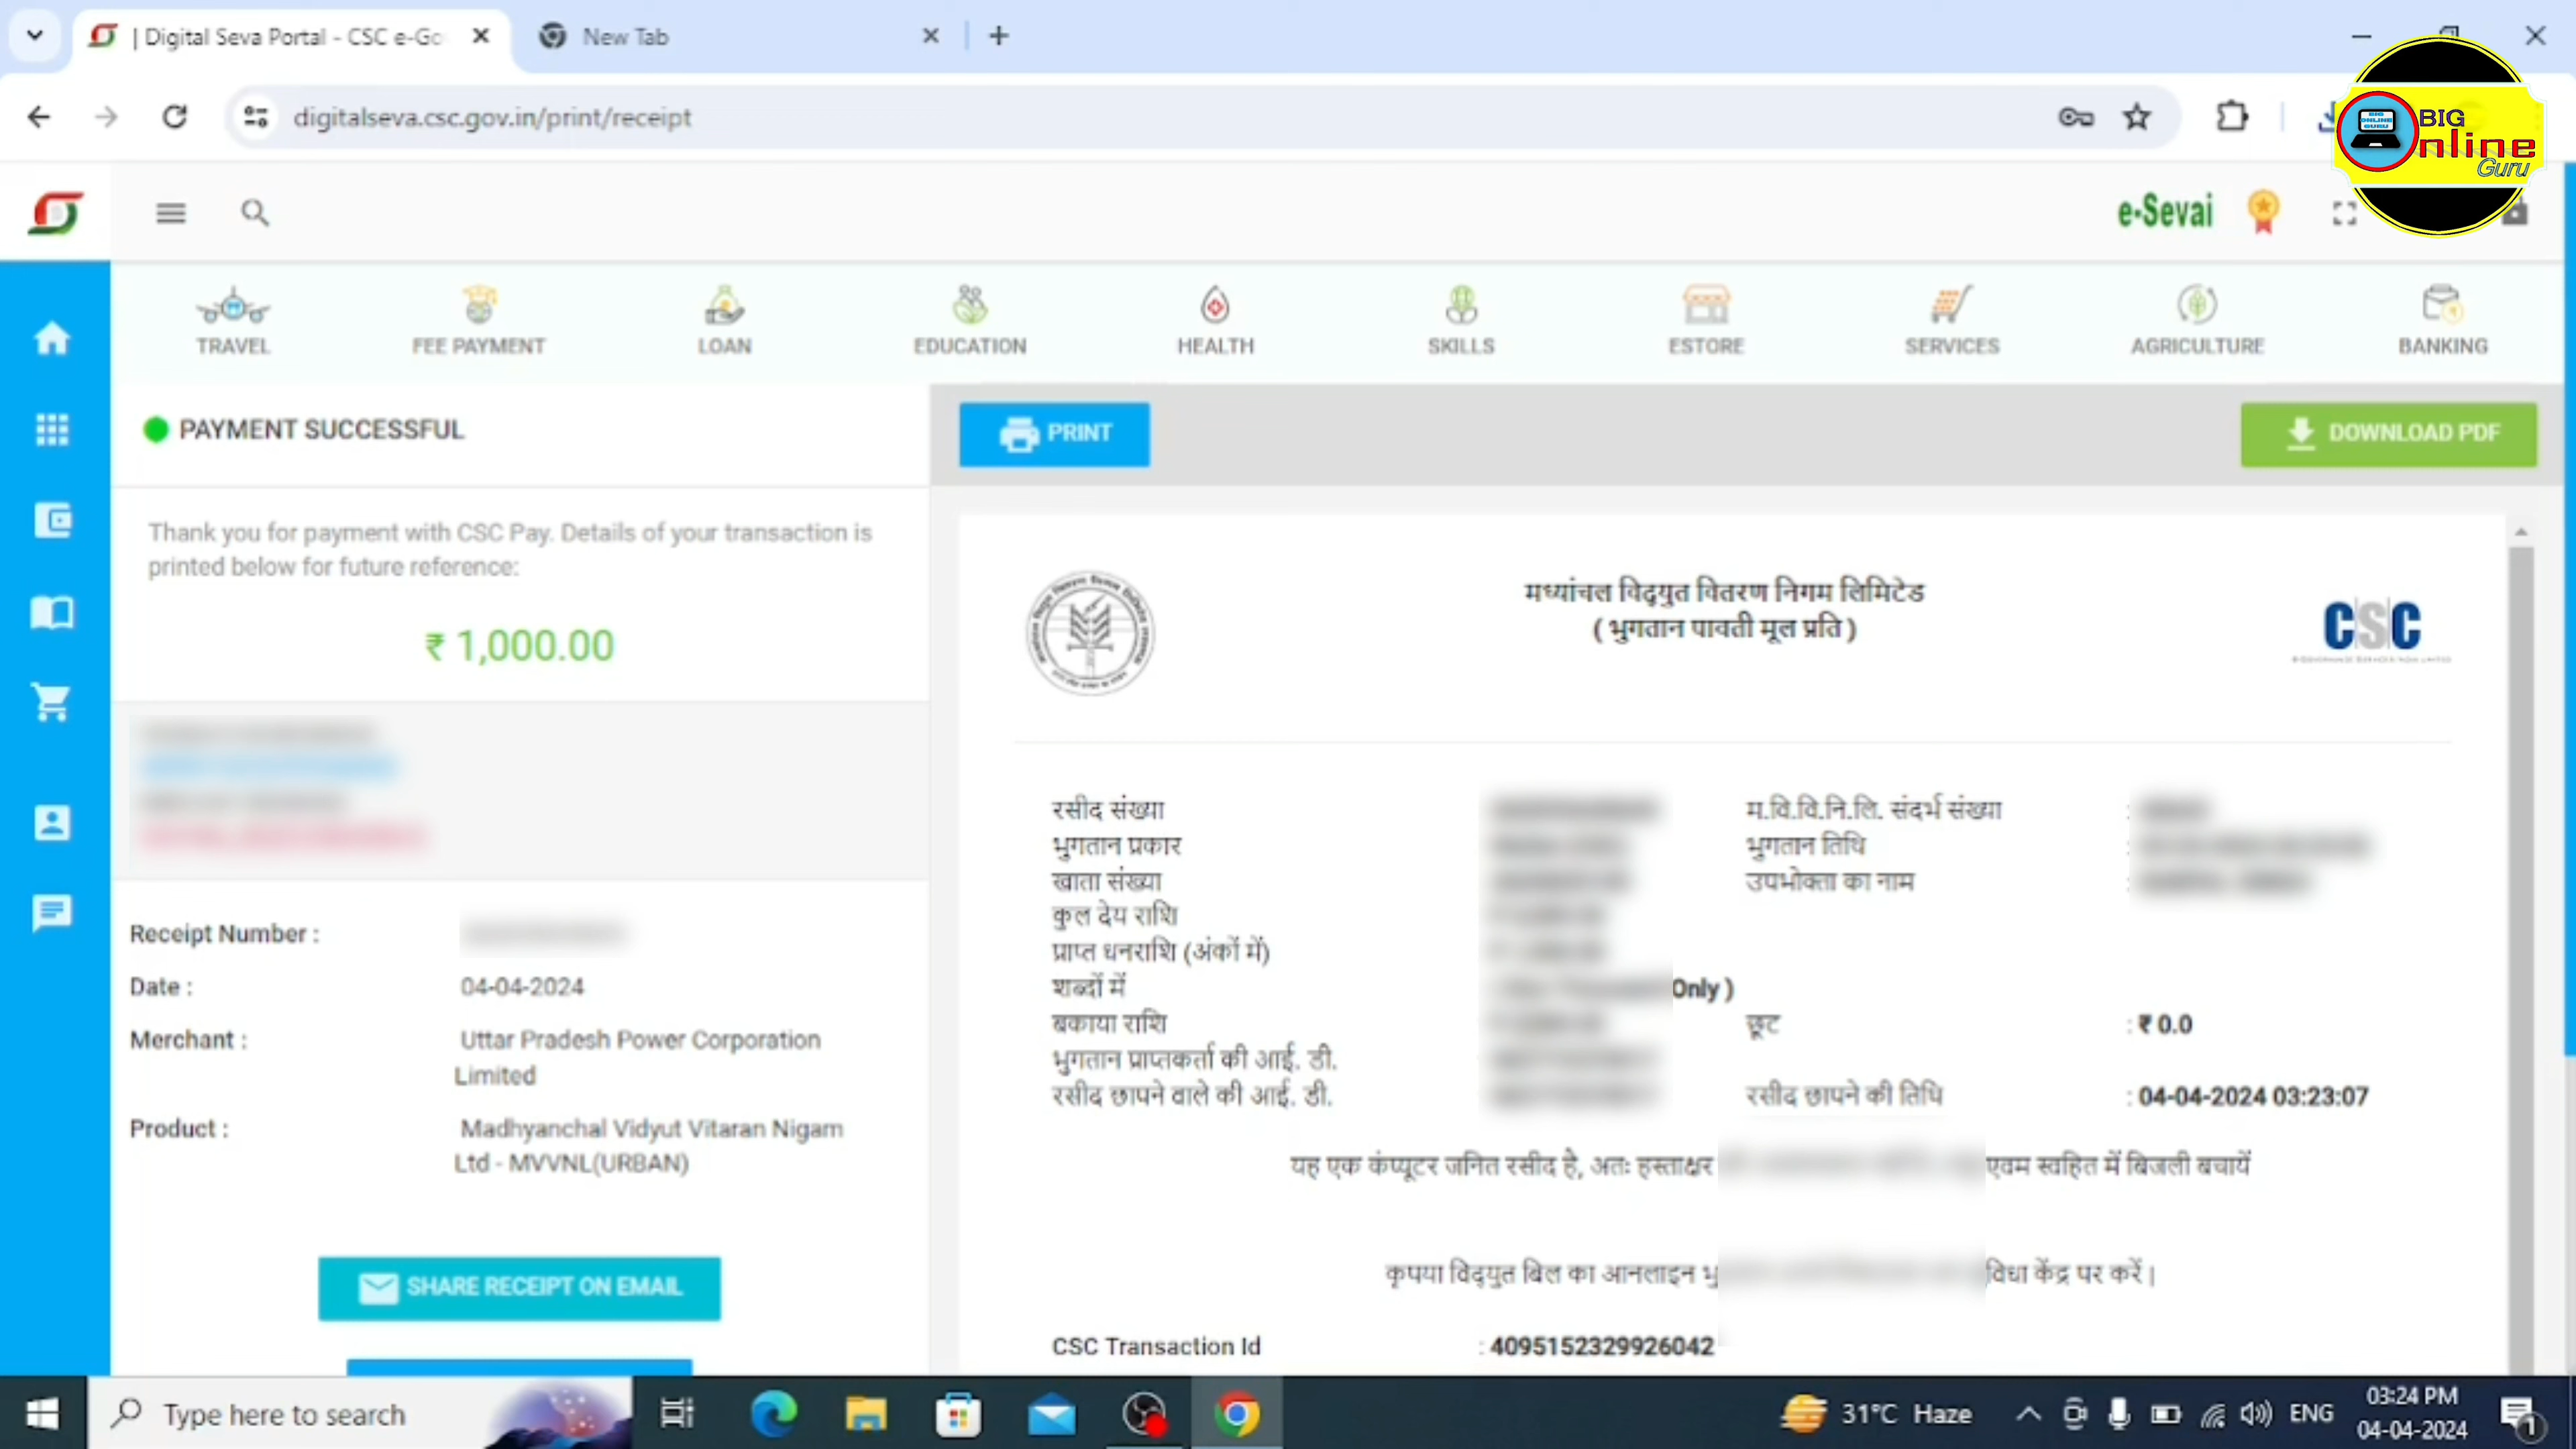 | Digital Seva Portal - CSC e-Go
New Tab
digitalseva.csc.gov.in/print/receipt
BIG
Online
Guru
BIG ONLINE GURU
e-Sevai
TRAVEL
FEE PAYMENT
LOAN
EDUCATION
HEALTH
SKILLS
ESTORE
SERVICES
AGRICULTURE
BANKING
PAYMENT SUCCESSFUL
PRINT
DOWNLOAD PDF
Thank you for payment with CSC Pay. Details of your transaction is
printed below for future reference:
₹ 1,000.00
Receipt Number :
Date : 04-04-2024
Merchant : Uttar Pradesh Power Corporation
Limited
Product : Madhyanchal Vidyut Vitaran Nigam
Ltd - MVVNL(URBAN)
SHARE RECEIPT ON EMAIL
मध्यांचल विद्युत वितरण निगम लिमिटेड
( भुगतान पावती मूल प्रति )
CSC
रसीद संख्या म.वि.वि.नि.लि. संदर्भ संख्या :
भुगतान प्रकार भुगतान तिथि :
खाता संख्या उपभोक्ता का नाम :
कुल देय राशि
प्राप्त धनराशि (अंकों में)
शब्दों में Only )
बकाया राशि छूट : ₹ 0.0
भुगतान प्राप्तकर्ता की आई. डी.
रसीद छापने वाले की आई. डी. रसीद छापने की तिथि : 04-04-2024 03:23:07
यह एक कंप्यूटर जनित रसीद है, अतः हस्ताक्षर एवम स्वहित में बिजली बचायें
कृपया विद्युत बिल का आनलाइन भु विधा केंद्र पर करें |
CSC Transaction Id : 4095152329926042
Type here to search
31°C Haze
ENG
03:24 PM
04-04-2024
1